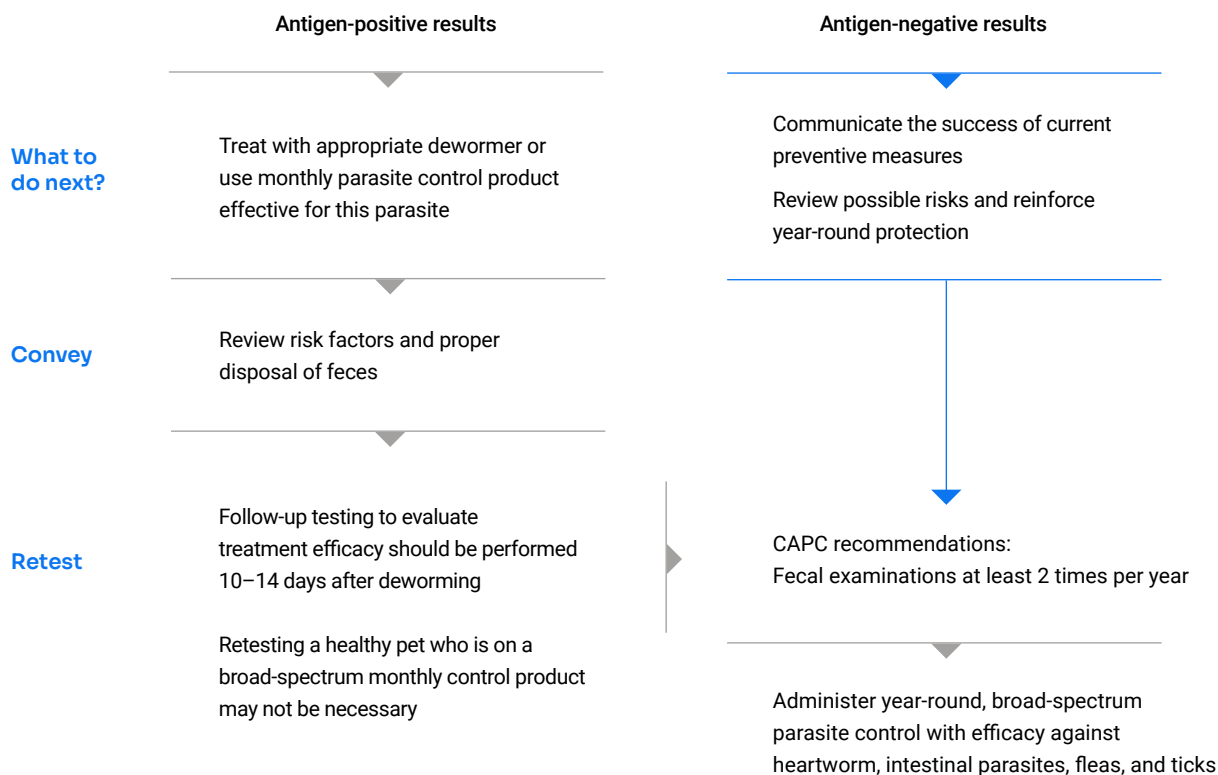 Antigen-positive results
Antigen-negative results
What to
do next?
Treat with appropriate dewormer or
use monthly parasite control product
effective for this parasite
Communicate the success of current
preventive measures
Review possible risks and reinforce
year-round protection
Convey
Review risk factors and proper
disposal of feces
Retest
Follow-up testing to evaluate
treatment efficacy should be performed
10–14 days after deworming
Retesting a healthy pet who is on a
broad-spectrum monthly control product
may not be necessary
CAPC recommendations:
Fecal examinations at least 2 times per year
Administer year-round, broad-spectrum
parasite control with efficacy against
heartworm, intestinal parasites, fleas, and ticks